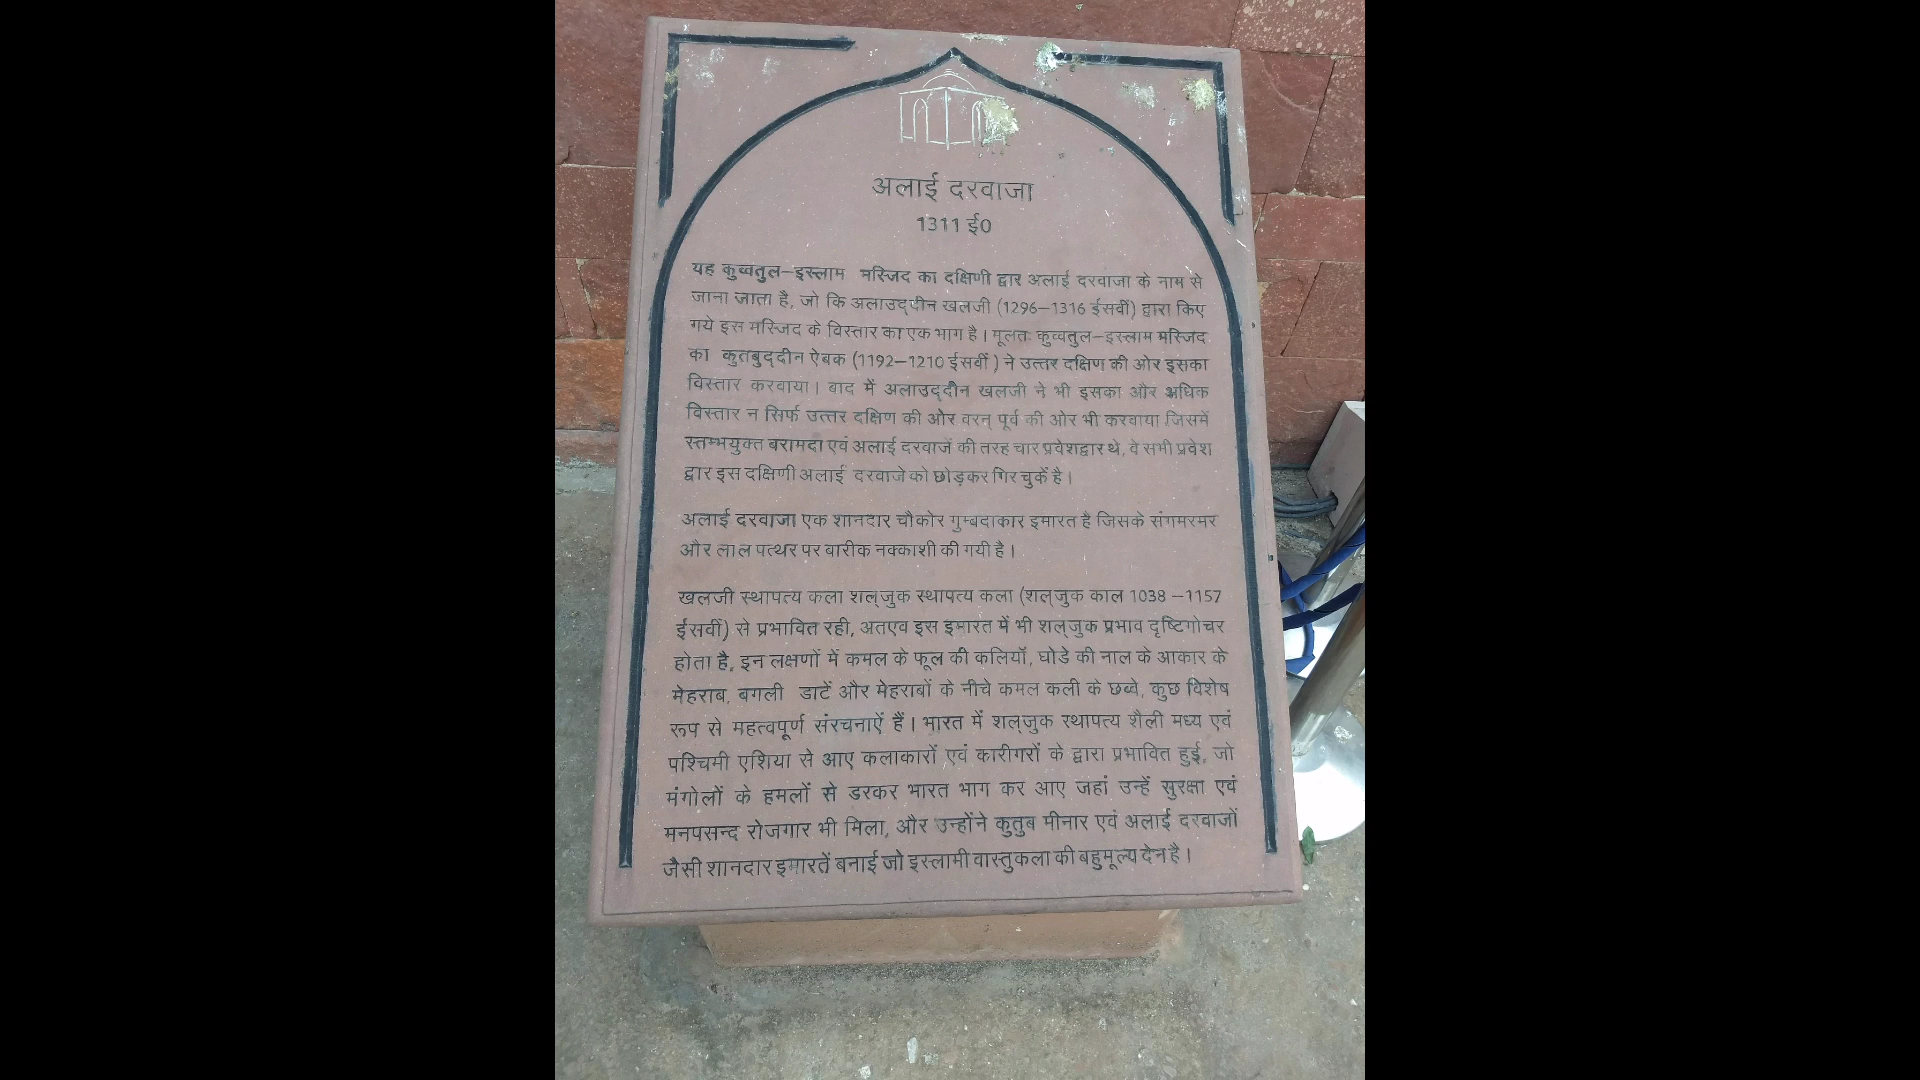 अलाई दरवाजा
1311 ई0
यह कुव्वतुल–इस्लाम मस्जिद का दक्षिणी द्वार अलाई दरवाजा के नाम से
जाना जाता है, जो कि अलाउद्दीन खलजी (1296–1316 ईसवीं) द्वारा किए
गये इस मस्जिद के विस्तार का एक भाग है। मूलतः कुव्वतुल–इस्लाम मस्जिद
का कुतबुद्दीन ऐबक (1192–1210 ईसवीं ) ने उत्तर दक्षिण की ओर इसका
विस्तार करवाया। बाद में अलाउद्दीन खलजी ने भी इसका और अधिक
विस्तार न सिर्फ उत्तर दक्षिण की ओर वरन् पूर्व की ओर भी करवाया जिसमें
स्तम्भयुक्त बरामदा एवं अलाई दरवाजें की तरह चार प्रवेशद्वार थे, वे सभी प्रवेश
द्वार इस दक्षिणी अलाई दरवाजे को छोड़कर गिर चुकें है।
अलाई दरवाजा एक शानदार चौकोर गुम्बदाकार इमारत है जिसके संगमरमर
और लाल पत्थर पर बारीक नक्काशी की गयी है।
खलजी स्थापत्य कला शल्जुक स्थापत्य कला (शल्जुक काल 1038 –1157
ईसवीं) से प्रभावित रही, अतएव इस इमारत में भी शल्जुक प्रभाव दृष्टिगोचर
होता है, इन लक्षणों में कमल के फूल की कलियॉ, घोडे की नाल के आकार के
मेहराब, बगली डाटें और मेहराबों के नीचे कमल कली के छब्बे, कुछ विशेष
रूप से महत्वपूर्ण संरचनाऐं हैं। भारत में शल्जुक स्थापत्य शैली मध्य एवं
पश्चिमी एशिया से आए कलाकारों एवं कारीगरों के द्वारा प्रभावित हुई, जो
मंगोलों के हमलों से डरकर भारत भाग कर आए जहां उन्हें सुरक्षा एवं
मनपसन्द रोजगार भी मिला, और उन्होंने कुतुब मीनार एवं अलाई दरवाजों
जैसी शानदार इमारतें बनाई जो इस्लामी वास्तुकला की बहुमूल्य देन है।